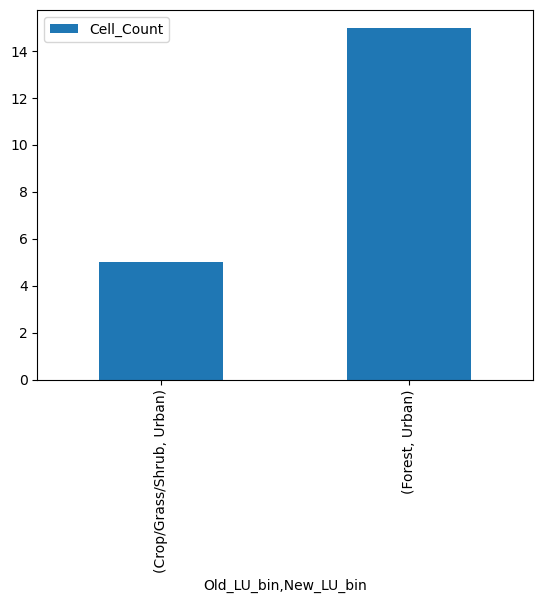 Cell_Count
14
12
10
8
6
4
2
0
(Crop/Grass/Shrub, Urban)
(Forest, Urban)
Old_LU_bin,New_LU_bin